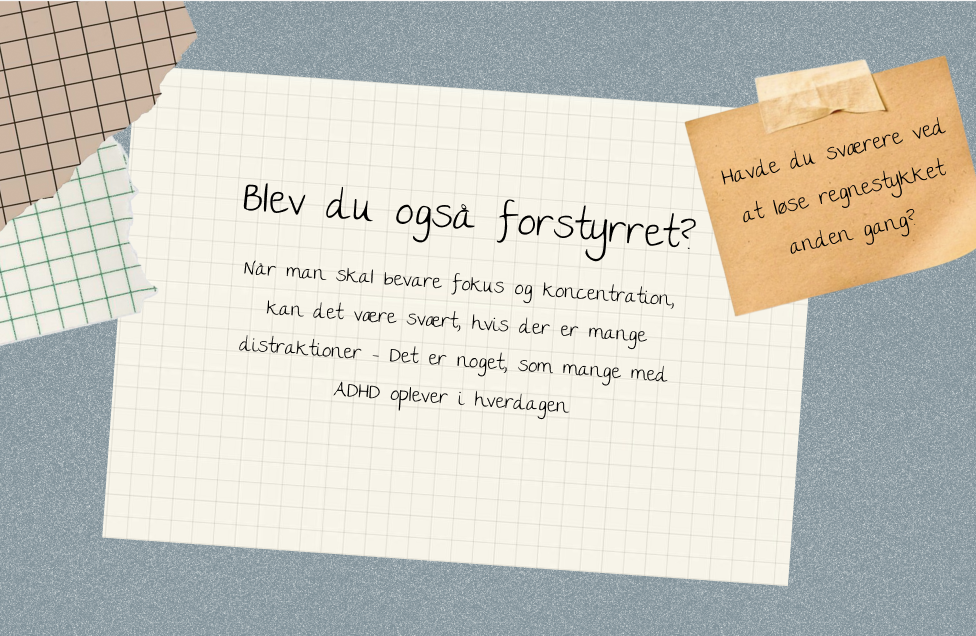 Blev du også forstyrret?
Når man skal bevare fokus og koncentration,
kan det være svært, hvis der er mange
distraktioner - Det er noget, som mange med
ADHD oplever i hverdagen
Havde du sværere ved
at løse regnestykket
anden gang?